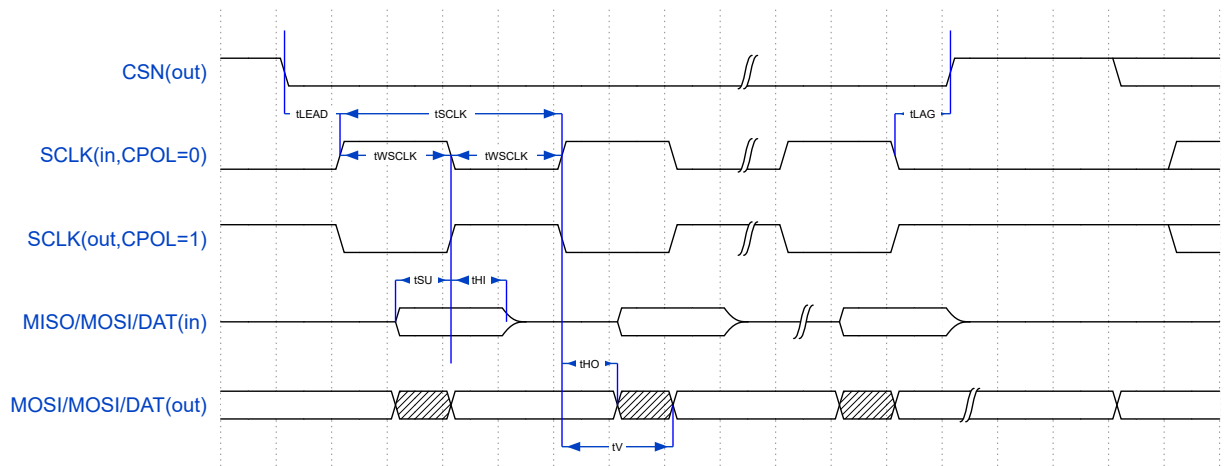 CSN(out)
tLEAD
tSCLK
tLAG
SCLK(in,CPOL=0)
tWSCLK
tWSCLK
SCLK(out,CPOL=1)
tSU
tHI
MISO/MOSI/DAT(in)
tHO
MOSI/MOSI/DAT(out)
tV